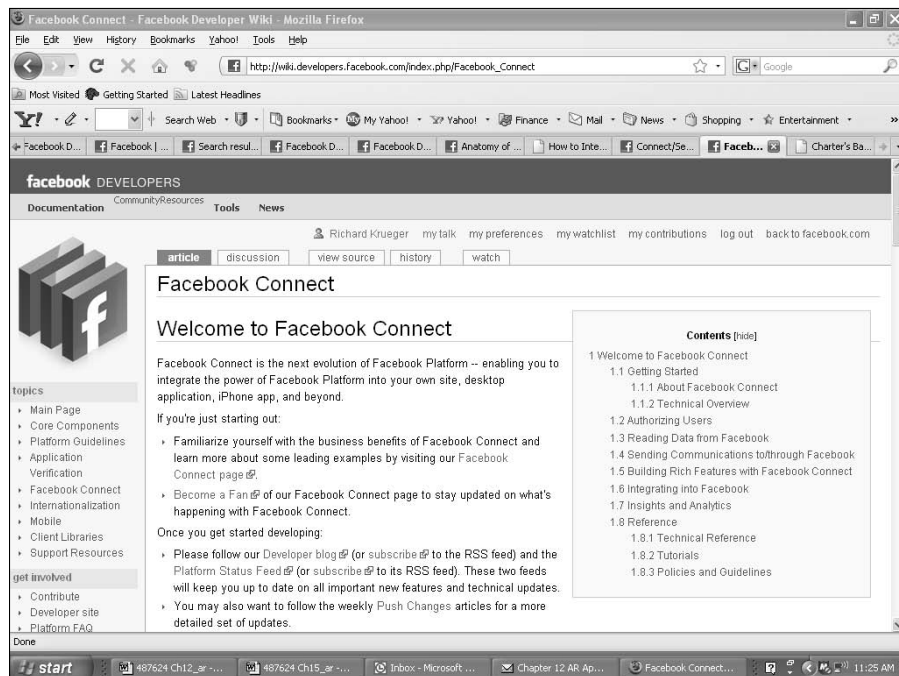 Facebook Connect - Facebook Developer Wiki - Mozilla Firefox
File Edit View History Bookmarks Yahoo! Tools Help
http://wiki.developers.facebook.com/index.php/Facebook_Connect
Google
Most Visited Getting Started Latest Headlines
Y! Search Web Bookmarks My Yahoo! Yahoo! Finance Mail News Shopping Entertainment »
Facebook D... Facebook | ... Search resul... Facebook D... Facebook D... Anatomy of ... How to Inte... Connect/Se... Faceb... Charter's Ba...
facebook DEVELOPERS
Documentation CommunityResources Tools News
Richard Krueger my talk my preferences my watchlist my contributions log out back to facebook.com
article discussion view source history watch
Facebook Connect
Welcome to Facebook Connect
Facebook Connect is the next evolution of Facebook Platform -- enabling you to
integrate the power of Facebook Platform into your own site, desktop
application, iPhone app, and beyond.
If you're just starting out:
Familiarize yourself with the business benefits of Facebook Connect and
learn more about some leading examples by visiting our Facebook
Connect page.
Become a Fan of our Facebook Connect page to stay updated on what's
happening with Facebook Connect.
Once you get started developing:
Please follow our Developer blog (or subscribe to the RSS feed) and the
Platform Status Feed (or subscribe to its RSS feed). These two feeds
will keep you up to date on all important new features and technical updates.
You may also want to follow the weekly Push Changes articles for a more
detailed set of updates.
Contents [hide]
1 Welcome to Facebook Connect
1.1 Getting Started
1.1.1 About Facebook Connect
1.1.2 Technical Overview
1.2 Authorizing Users
1.3 Reading Data from Facebook
1.4 Sending Communications to/through Facebook
1.5 Building Rich Features with Facebook Connect
1.6 Integrating into Facebook
1.7 Insights and Analytics
1.8 Reference
1.8.1 Technical Reference
1.8.2 Tutorials
1.8.3 Policies and Guidelines
topics
Main Page
Core Components
Platform Guidelines
Application
Verification
Facebook Connect
Internationalization
Mobile
Client Libraries
Support Resources
get involved
Contribute
Developer site
Platform FAQ
Done
start 487624 Ch12_ar -... 487624 Ch15_ar -... Inbox - Microsoft ... Chapter 12 AR Ap... Facebook Connect... 11:25 AM